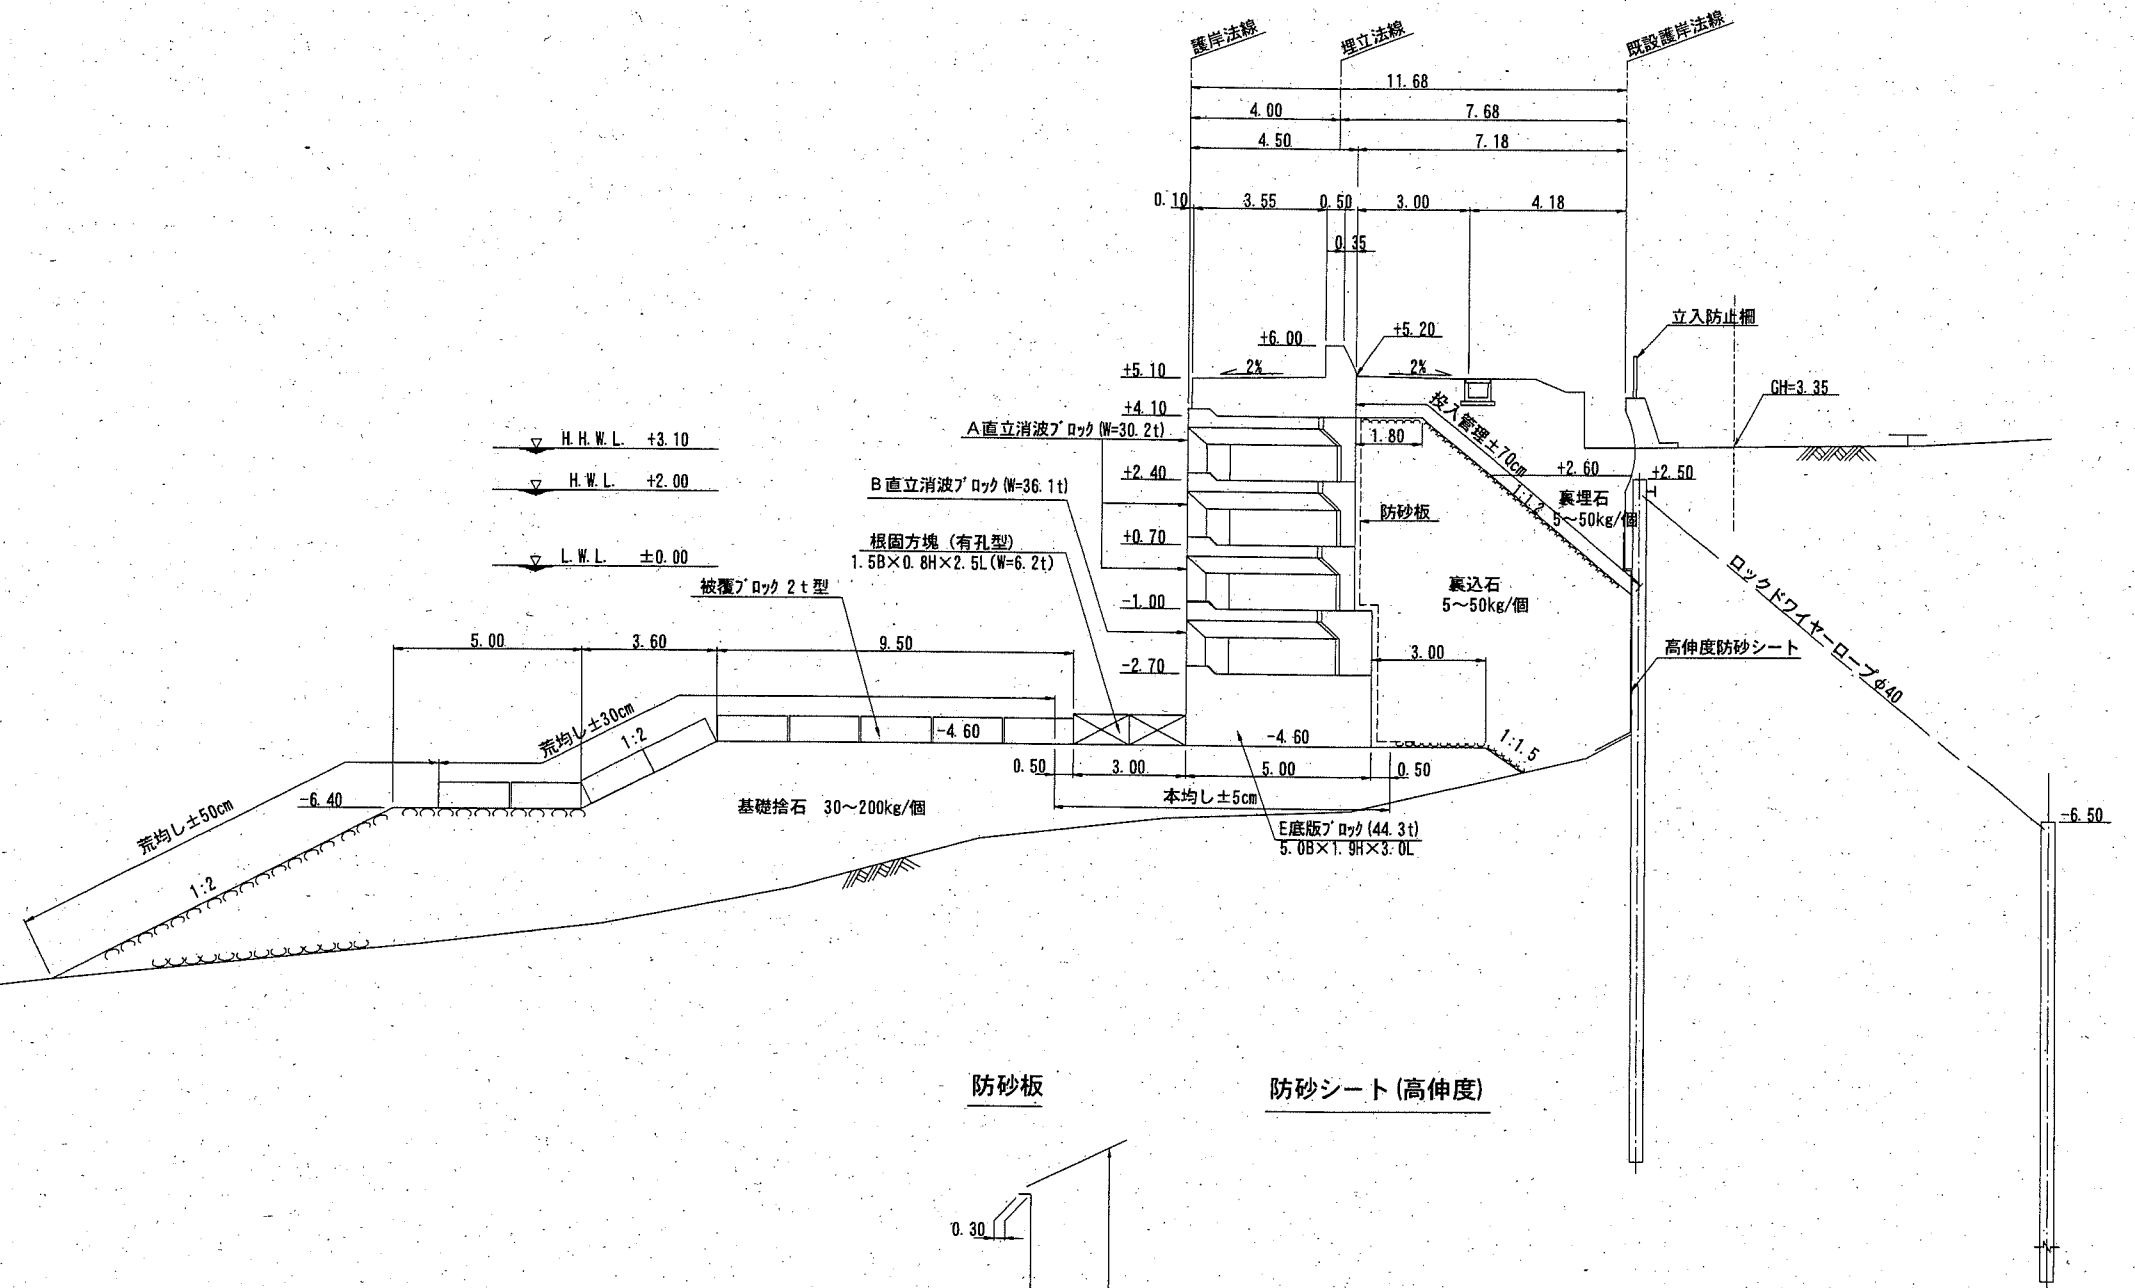 護岸法線
埋立法線
既設護岸法線
11.68
4.00
7.68
4.50
7.18
0.10
3.55
0.50
3.00
4.18
0.35
立入防止柵
+6.00
+5.20
+5.10
2%
2%
GH=3.35
+4.10
投入管理±70cm
A直立消波ブロック(W=30.2t)
H.H.W.L. +3.10
1.80
+2.40
+2.60
+2.50
H.W.L. +2.00
B直立消波ブロック(W=36.1t)
1:1.2
裏埋石
5～50kg/個
防砂板
+0.70
根固方塊(有孔型)
1.5B×0.8H×2.5L(W=6.2t)
L.W.L. ±0.00
ロックドワイヤーロープφ40
被覆ブロック2t型
裏込石
5～50kg/個
-1.00
5.00
3.60
9.50
3.00
高伸度防砂シート
-2.70
荒均し±30cm
1:2
-4.60
-4.60
1:1.5
0.50
3.00
5.00
0.50
-6.40
基礎捨石 30～200kg/個
本均し±5cm
-6.50
荒均し±50cm
1:2
E底版ブロック(44.3t)
5.0B×1.9H×3.0L
防砂板
防砂シート(高伸度)
0.30